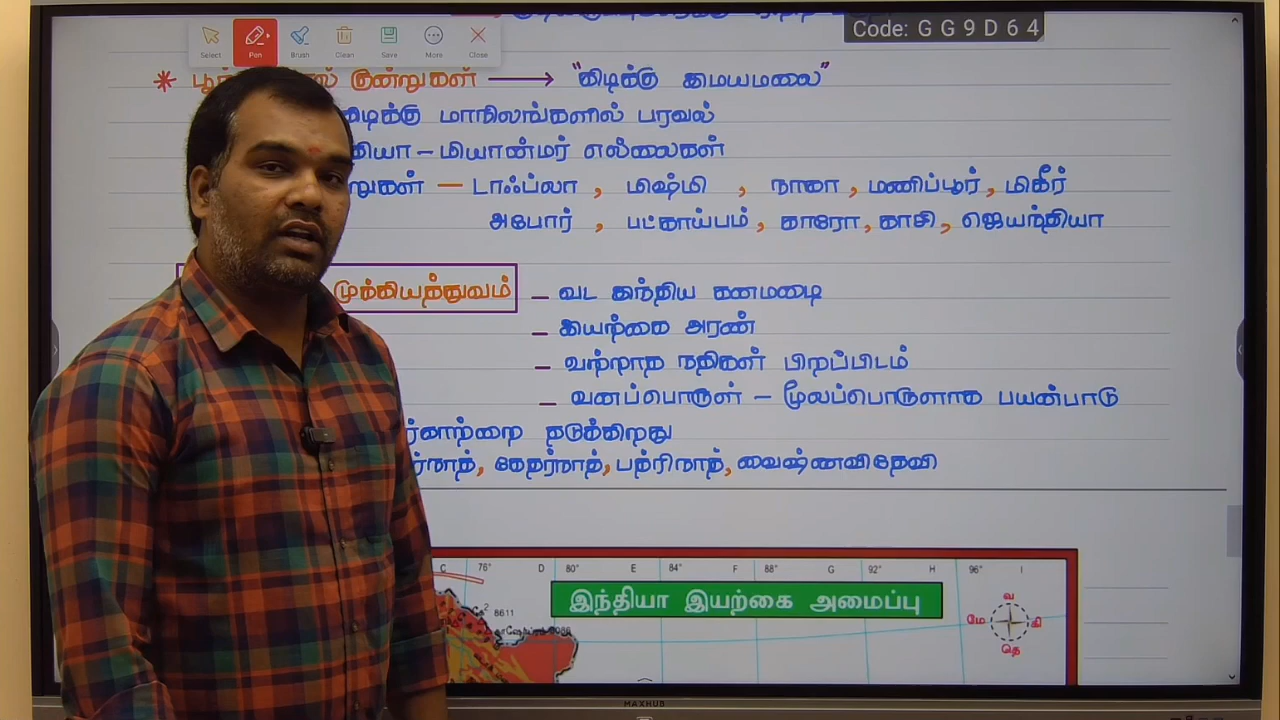 Code: G G 9 D 6 4
Select Pen Brush Clean Save More Close
* குன்றுகள் → "கிழக்கு இமயமலை"
மாநிலங்களில் பரவல்
– மியான்மர் எல்லைகள்
– டாஃப்லா , மிஷ்மி , நாகா , மணிப்பூர் , மிகிர்
அபோர் , பட்காய்பம் , காரோ , காசி , ஜெயந்தியா
முக்கியத்துவம் – வட இந்திய கனமழை
– இயற்கை அரண்
– வற்றாத நதிகள் பிறப்பிடம்
– வனப்பொருள் – மூலப்பொருளாக பயன்பாடு
தடுக்கிறது
கேதர்நாத், பத்ரிநாத், வைஷ்ணவிதேவி
C 76° D 80° E 84° F 88° G 92° H 96° I
இந்தியா இயற்கை அமைப்பு
வ
மே கி
தெ
8611
MAXHUB